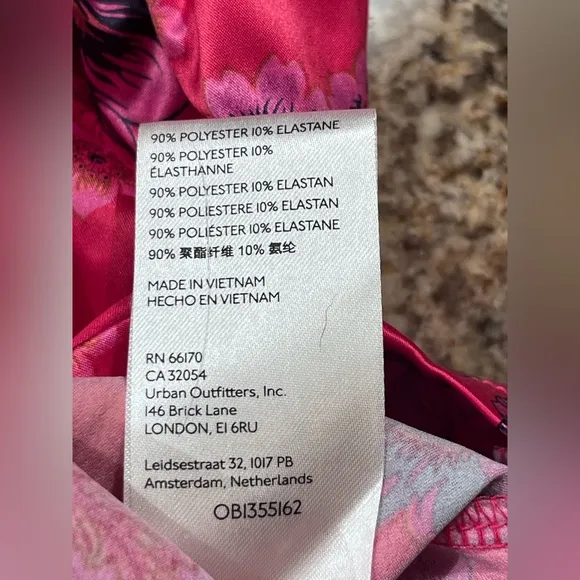 90% POLYESTER 10% ELASTANE
90% POLYESTER 10%
ÉLASTHANNE
90% POLYESTER 10% ELASTAN
90% POLIESTERE 10% ELASTAN
90% POLIÉSTER 10% ELASTANE
90% 聚酯纤维 10% 氨纶
MADE IN VIETNAM
HECHO EN VIETNAM
RN 66170
CA 32054
Urban Outfitters, Inc.
146 Brick Lane
LONDON, E1 6RU
Leidsestraat 32, 1017 PB
Amsterdam, Netherlands
OB1355162